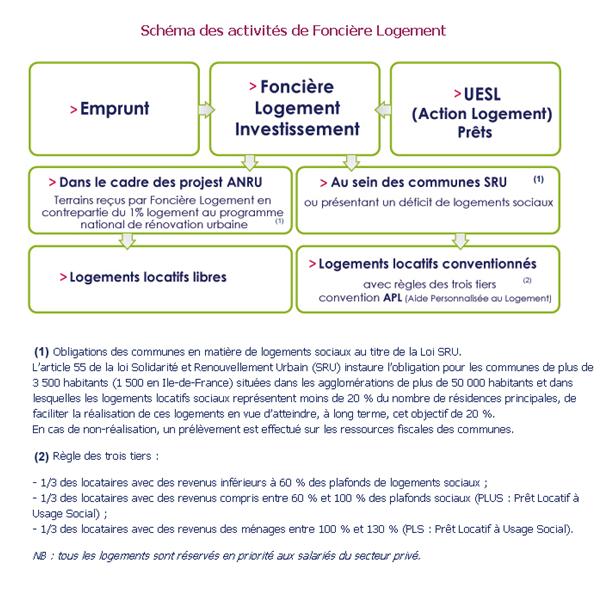 Schéma des activités de Foncière Logement
> Emprunt
> Foncière
Logement
Investissement
> UESL
(Action Logement)
Prêts
> Dans le cadre des projest ANRU
Terrains reçus par Foncière Logement en
contrepartie du 1% logement au programme
national de rénovation urbaine (1)
> Au sein des communes SRU (1)
ou présentant un déficit de logements sociaux
> Logements locatifs libres
> Logements locatifs conventionnés
avec règles des trois tiers (2)
convention APL (Aide Personnalisée au Logement)
(1) Obligations des communes en matière de logements sociaux au titre de la Loi SRU.
L'article 55 de la loi Solidarité et Renouvellement Urbain (SRU) instaure l'obligation pour les communes de plus de
3 500 habitants (1 500 en Ile-de-France) situées dans les agglomérations de plus de 50 000 habitants et dans
lesquelles les logements locatifs sociaux représentent moins de 20 % du nombre de résidences principales, de
faciliter la réalisation de ces logements en vue d'atteindre, à long terme, cet objectif de 20 %.
En cas de non-réalisation, un prélèvement est effectué sur les ressources fiscales des communes.
(2) Règle des trois tiers :
- 1/3 des locataires avec des revenus inférieurs à 60 % des plafonds de logements sociaux ;
- 1/3 des locataires avec des revenus compris entre 60 % et 100 % des plafonds sociaux (PLUS : Prêt Locatif à
Usage Social) ;
- 1/3 des locataires avec des revenus des ménages entre 100 % et 130 % (PLS : Prêt Locatif à Usage Social).
NB : tous les logements sont réservés en priorité aux salariés du secteur privé.